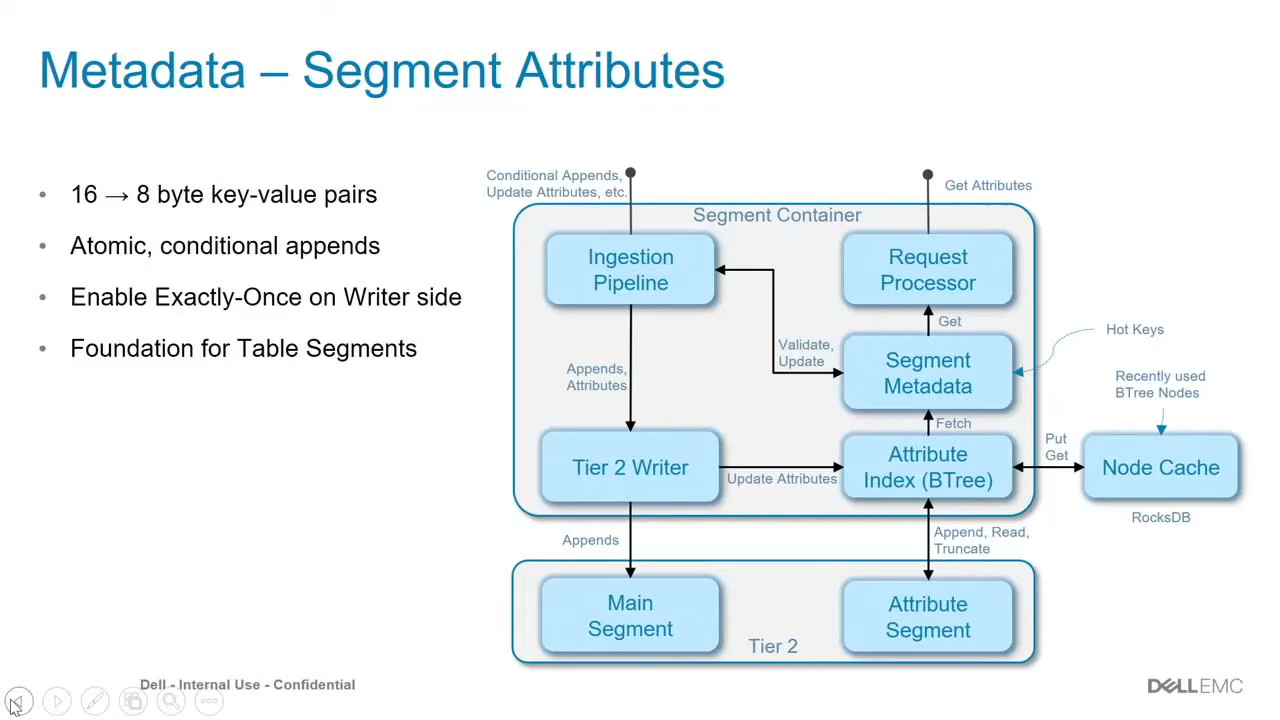 Metadata – Segment Attributes
• 16 → 8 byte key-value pairs
• Atomic, conditional appends
• Enable Exactly-Once on Writer side
• Foundation for Table Segments
Conditional Appends,
Update Attributes, etc.
Get Attributes
Segment Container
Ingestion
Pipeline
Request
Processor
Get
Validate,
Update
Hot Keys
Segment
Metadata
Appends,
Attributes
Recently used
BTree Nodes
Fetch
Tier 2 Writer
Update Attributes
Attribute
Index (BTree)
Put
Get
Node Cache
RocksDB
Appends
Append, Read,
Truncate
Main
Segment
Attribute
Segment
Tier 2
Dell - Internal Use - Confidential
DELLEMC